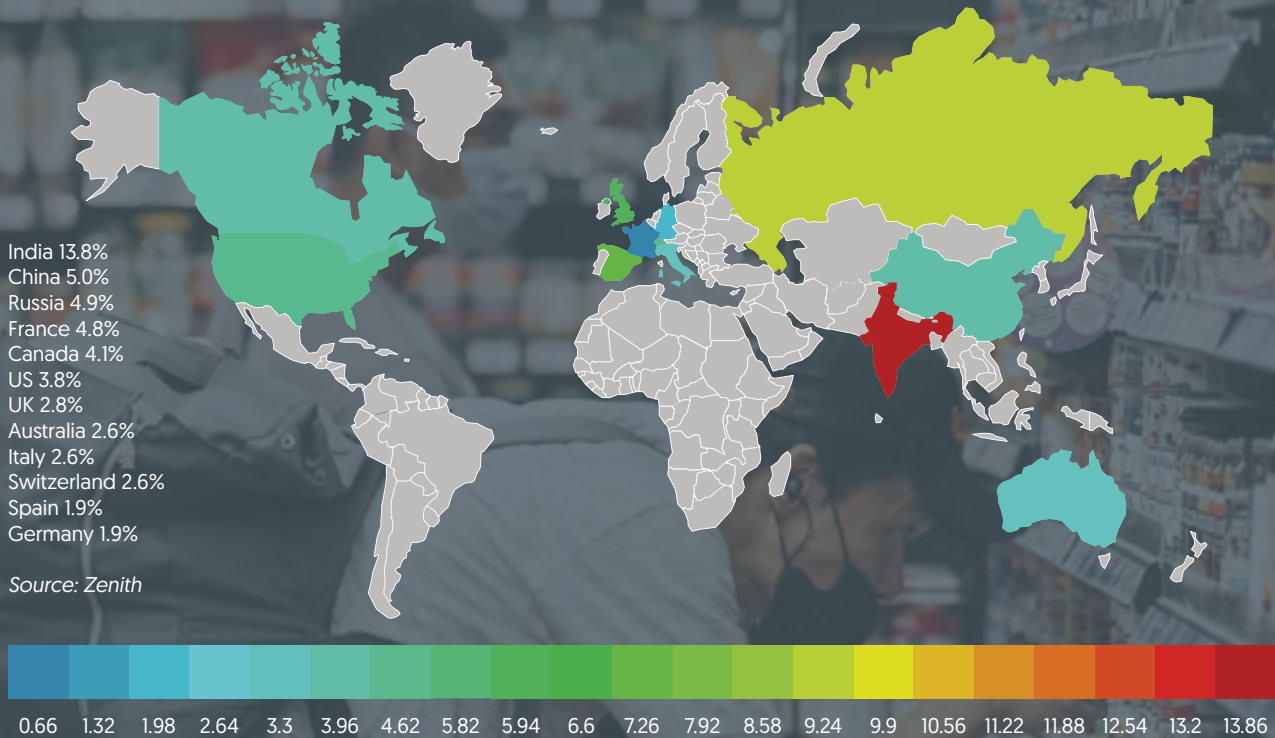 India 13.8%
China 5.0%
Russia 4.9%
France 4.8%
Canada 4.1%
US 3.8%
UK 2.8%
Australia 2.6%
Italy 2.6%
Switzerland 2.6%
Spain 1.9%
Germany 1.9%
Source: Zenith
0.66 1.32 1.98 2.64 3.3 3.96 4.62 5.82 5.94 6.6 7.26 7.92 8.58 9.24 9.9 10.56 11.22 11.88 12.54 13.2 13.86